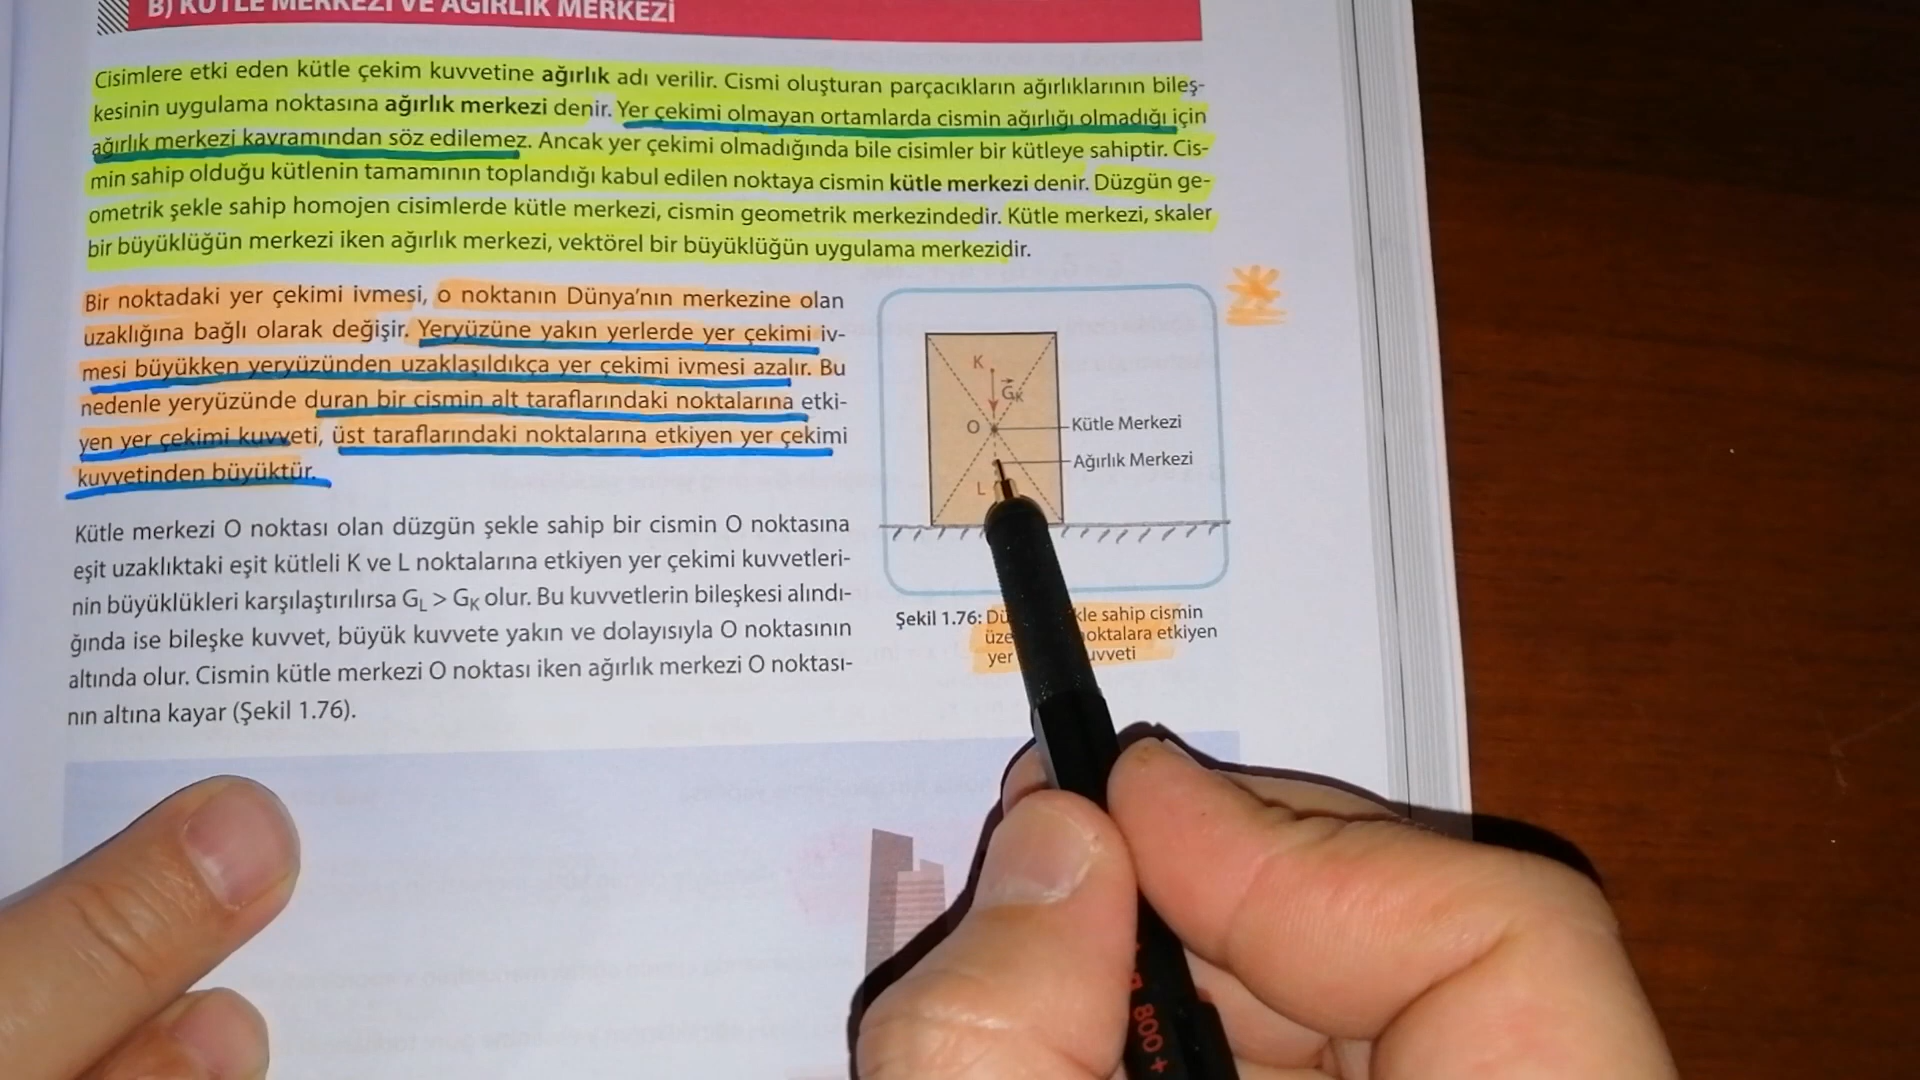 B) KÜTLE MERKEZİ VE AĞIRLIK MERKEZİ
Cisimlere etki eden kütle çekim kuvvetine ağırlık adı verilir. Cismi oluşturan parçacıkların ağırlıklarının bileş-
kesinin uygulama noktasına ağırlık merkezi denir. Yer çekimi olmayan ortamlarda cismin ağırlığı olmadığı için
ağırlık merkezi kavramından söz edilemez. Ancak yer çekimi olmadığında bile cisimler bir kütleye sahiptir. Cis-
min sahip olduğu kütlenin tamamının toplandığı kabul edilen noktaya cismin kütle merkezi denir. Düzgün ge-
ometrik şekle sahip homojen cisimlerde kütle merkezi, cismin geometrik merkezindedir. Kütle merkezi, skaler
bir büyüklüğün merkezi iken ağırlık merkezi, vektörel bir büyüklüğün uygulama merkezidir.
Bir noktadaki yer çekimi ivmesi, o noktanın Dünya'nın merkezine olan
uzaklığına bağlı olarak değişir. Yeryüzüne yakın yerlerde yer çekimi iv-
mesi büyükken yeryüzünden uzaklaşıldıkça yer çekimi ivmesi azalır. Bu
nedenle yeryüzünde duran bir cismin alt taraflarındaki noktalarına etki-
yen yer çekimi kuvveti, üst taraflarındaki noktalarına etkiyen yer çekimi
kuvvetinden büyüktür.
Kütle merkezi O noktası olan düzgün şekle sahip bir cismin O noktasına
eşit uzaklıktaki eşit kütleli K ve L noktalarına etkiyen yer çekimi kuvvetleri-
nin büyüklükleri karşılaştırılırsa GL > GK olur. Bu kuvvetlerin bileşkesi alındı-
ğında ise bileşke kuvvet, büyük kuvvete yakın ve dolayısıyla O noktasının
altında olur. Cismin kütle merkezi O noktası iken ağırlık merkezi O noktası-
nın altına kayar (Şekil 1.76).
K
GK
O
Kütle Merkezi
Ağırlık Merkezi
L
Şekil 1.76: Dü kle sahip cismin
üze oktalara etkiyen
yer uvveti
800 +